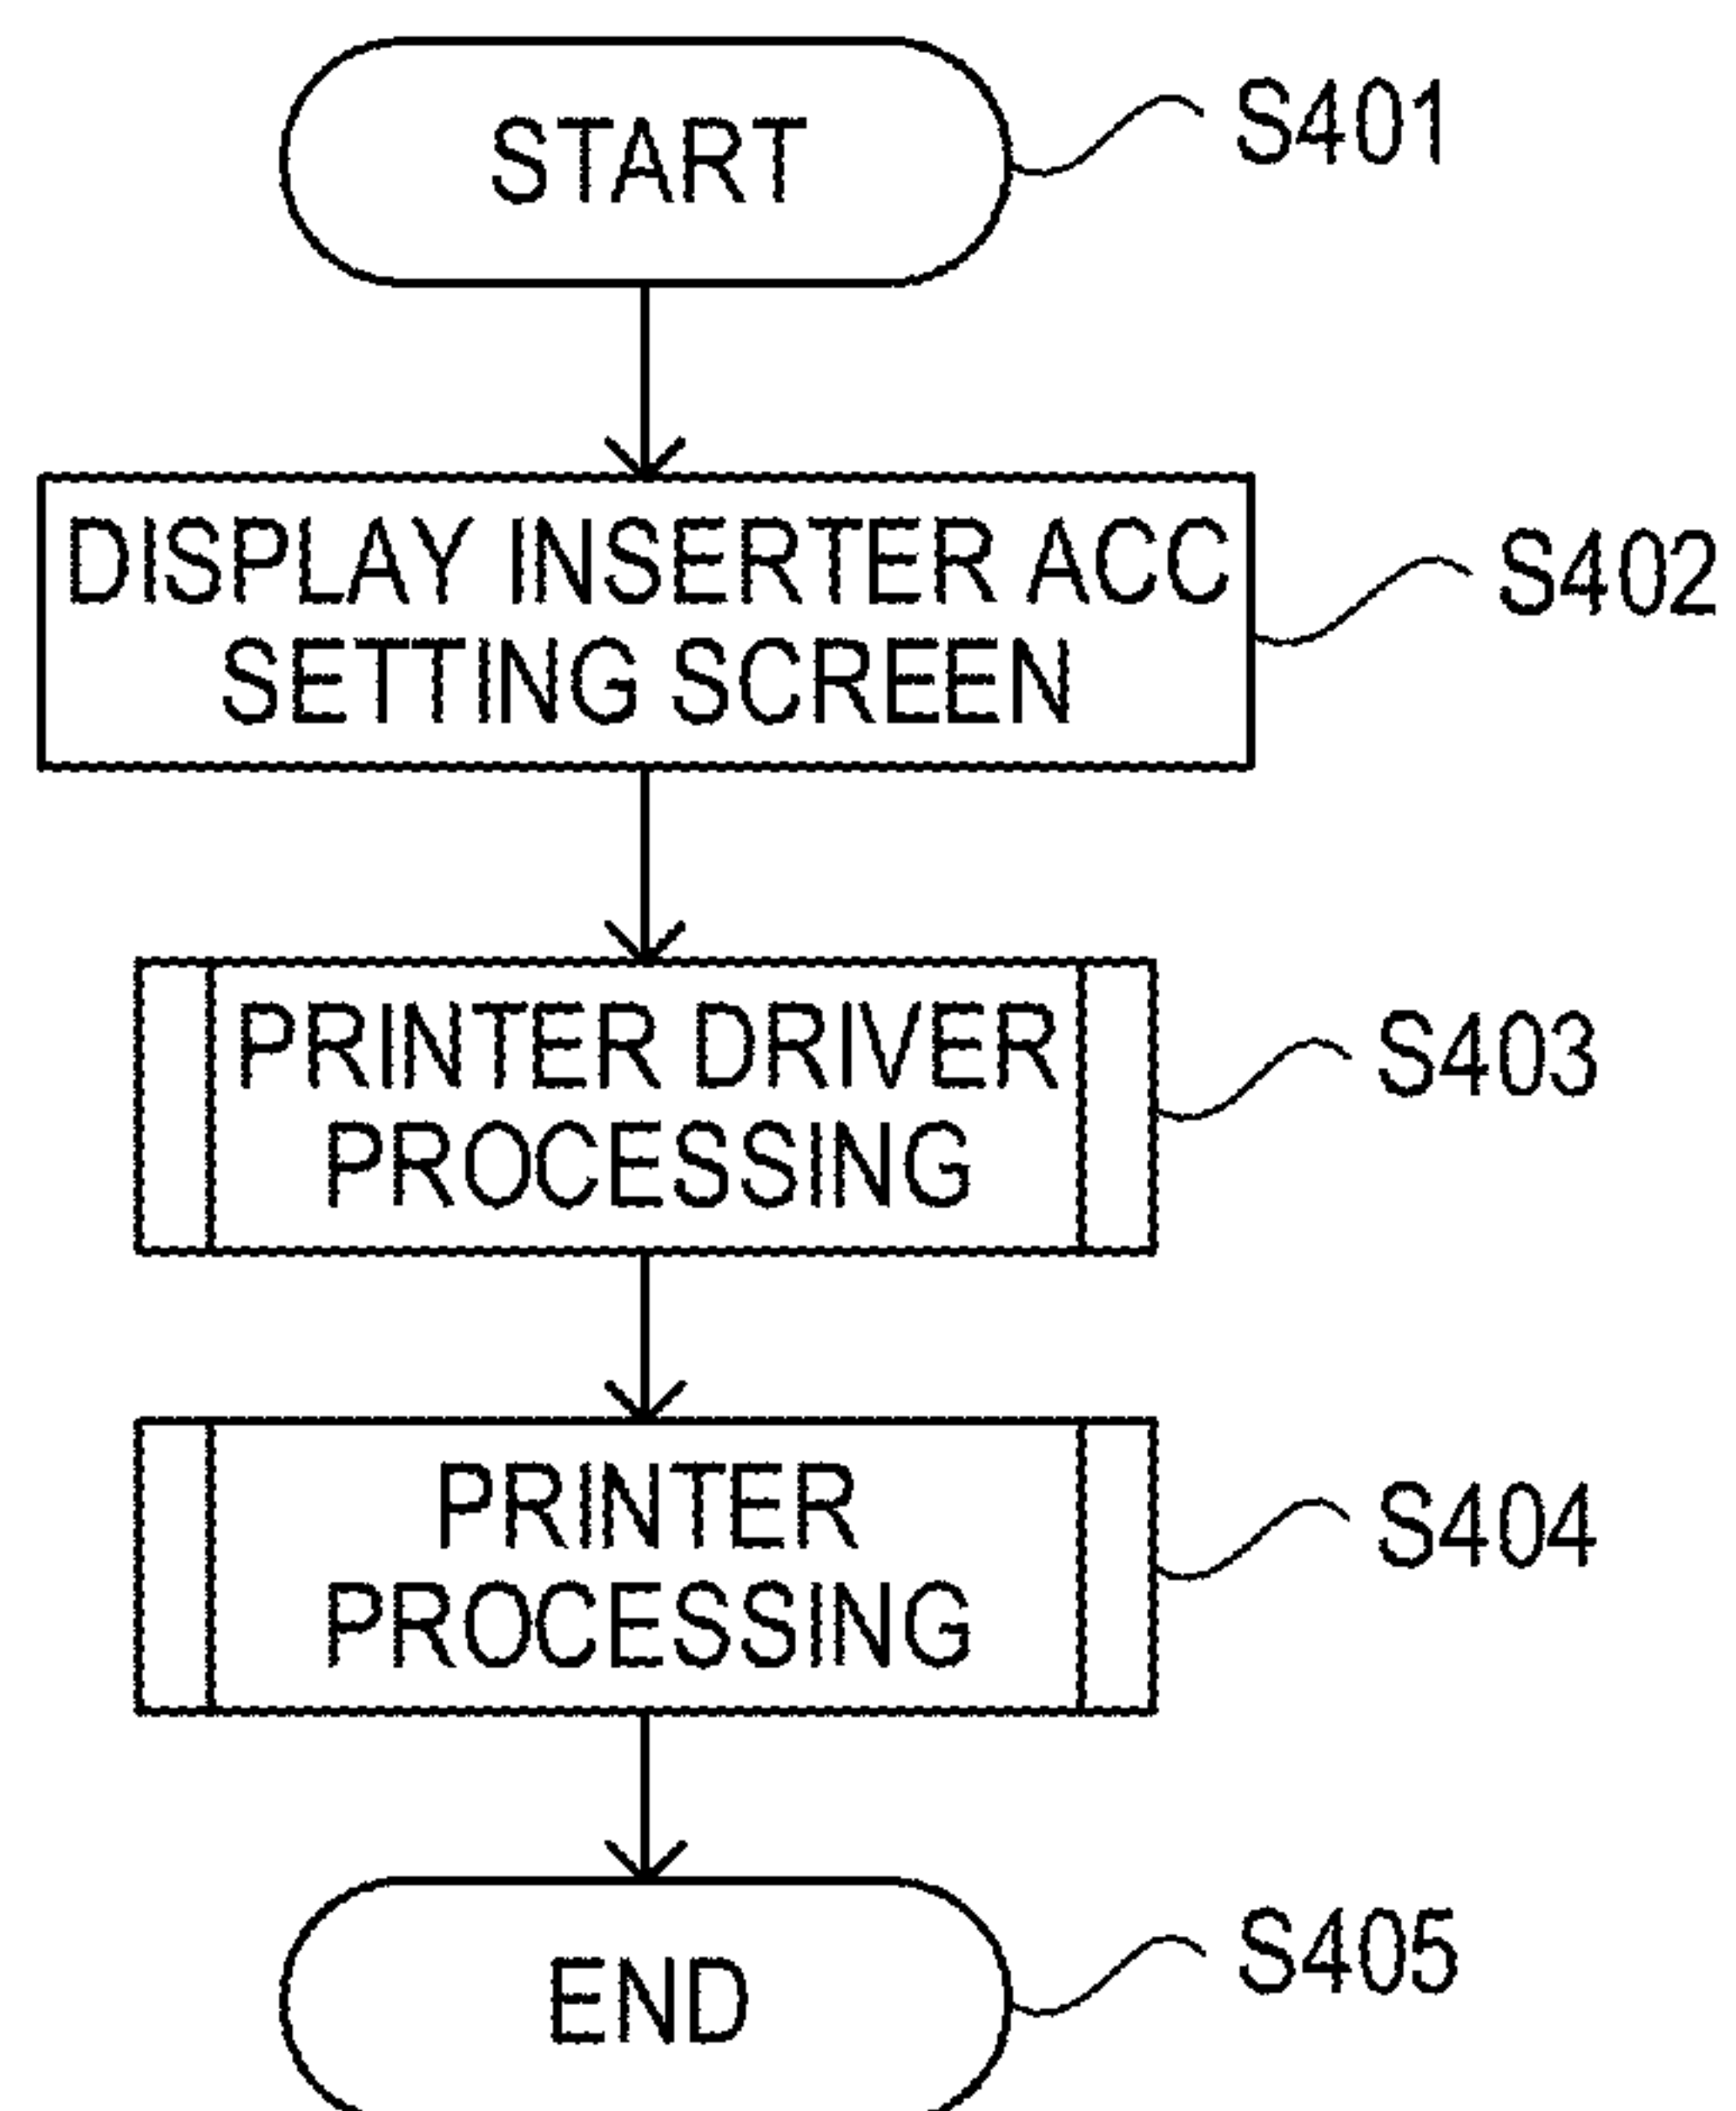 START
S401
DISPLAY INSERTER ACC
SETTING SCREEN
S402
PRINTER DRIVER
PROCESSING
S403
PRINTER
PROCESSING
S404
END
S405